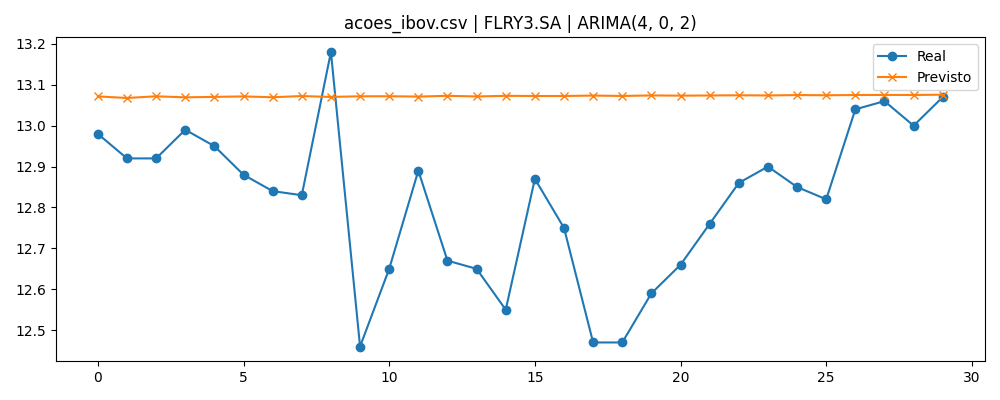 acoes_ibov.csv | FLRY3.SA | ARIMA(4, 0, 2)
Real
Previsto
13.2
13.1
13.0
12.9
12.8
12.7
12.6
12.5
0 5 10 15 20 25 30